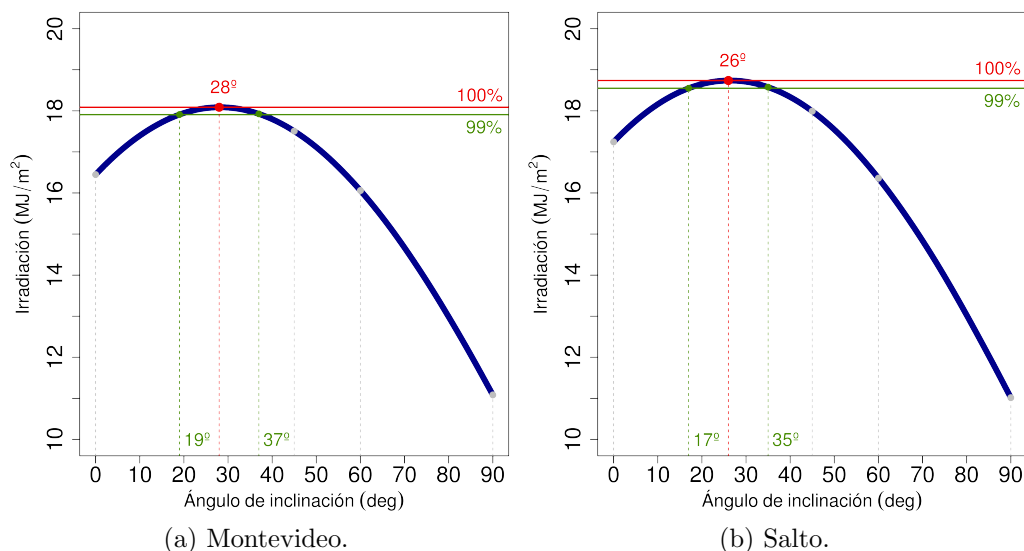 20
18
16
14
12
10
Irradiación (MJ/m²)
28º
100%
99%
19º
37º
0 10 20 30 40 50 60 70 80 90
Ángulo de inclinación (deg)
(a) Montevideo.
20
18
16
14
12
10
Irradiación (MJ/m²)
26º
100%
99%
17º
35º
0 10 20 30 40 50 60 70 80 90
Ángulo de inclinación (deg)
(b) Salto.